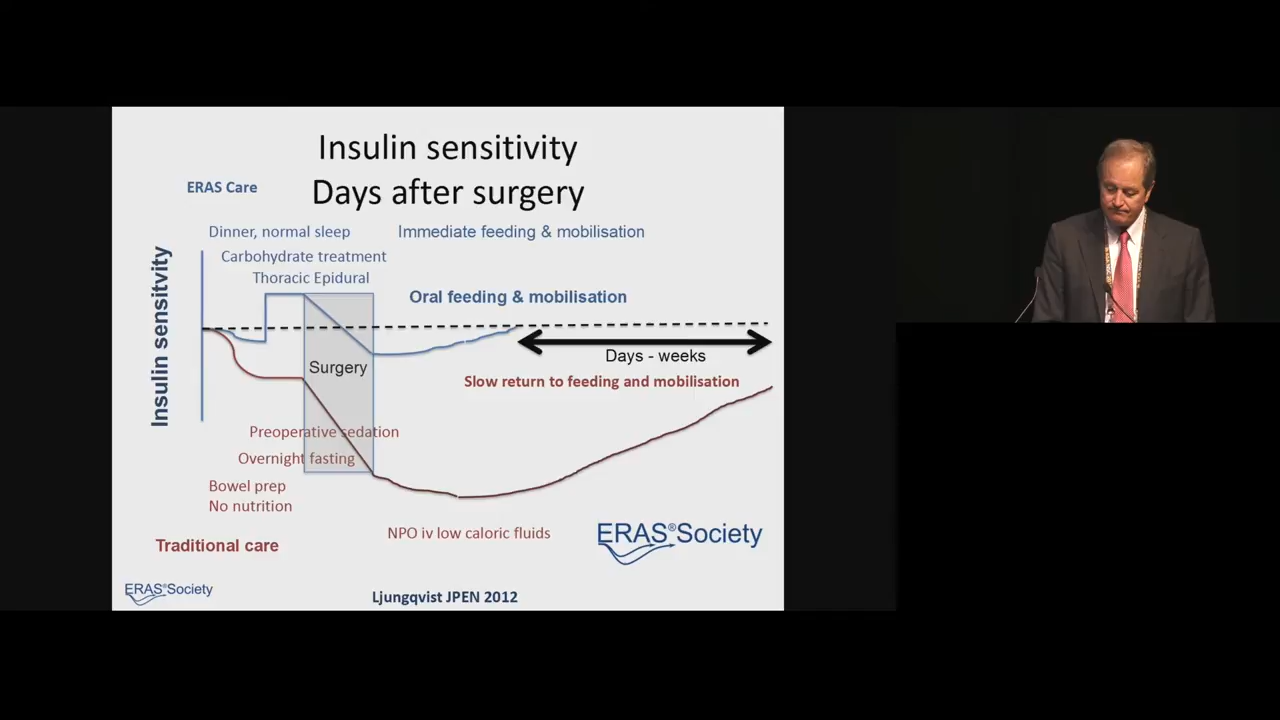 Insulin sensitivity
Days after surgery
ERAS Care
Dinner, normal sleep
Immediate feeding & mobilisation
Carbohydrate treatment
Thoracic Epidural
Oral feeding & mobilisation
Insulin sensitvity
Days - weeks
Surgery
Slow return to feeding and mobilisation
Preoperative sedation
Overnight fasting
Bowel prep
No nutrition
NPO iv low caloric fluids
ERAS®Society
Traditional care
ERAS®Society
Ljungqvist JPEN 2012